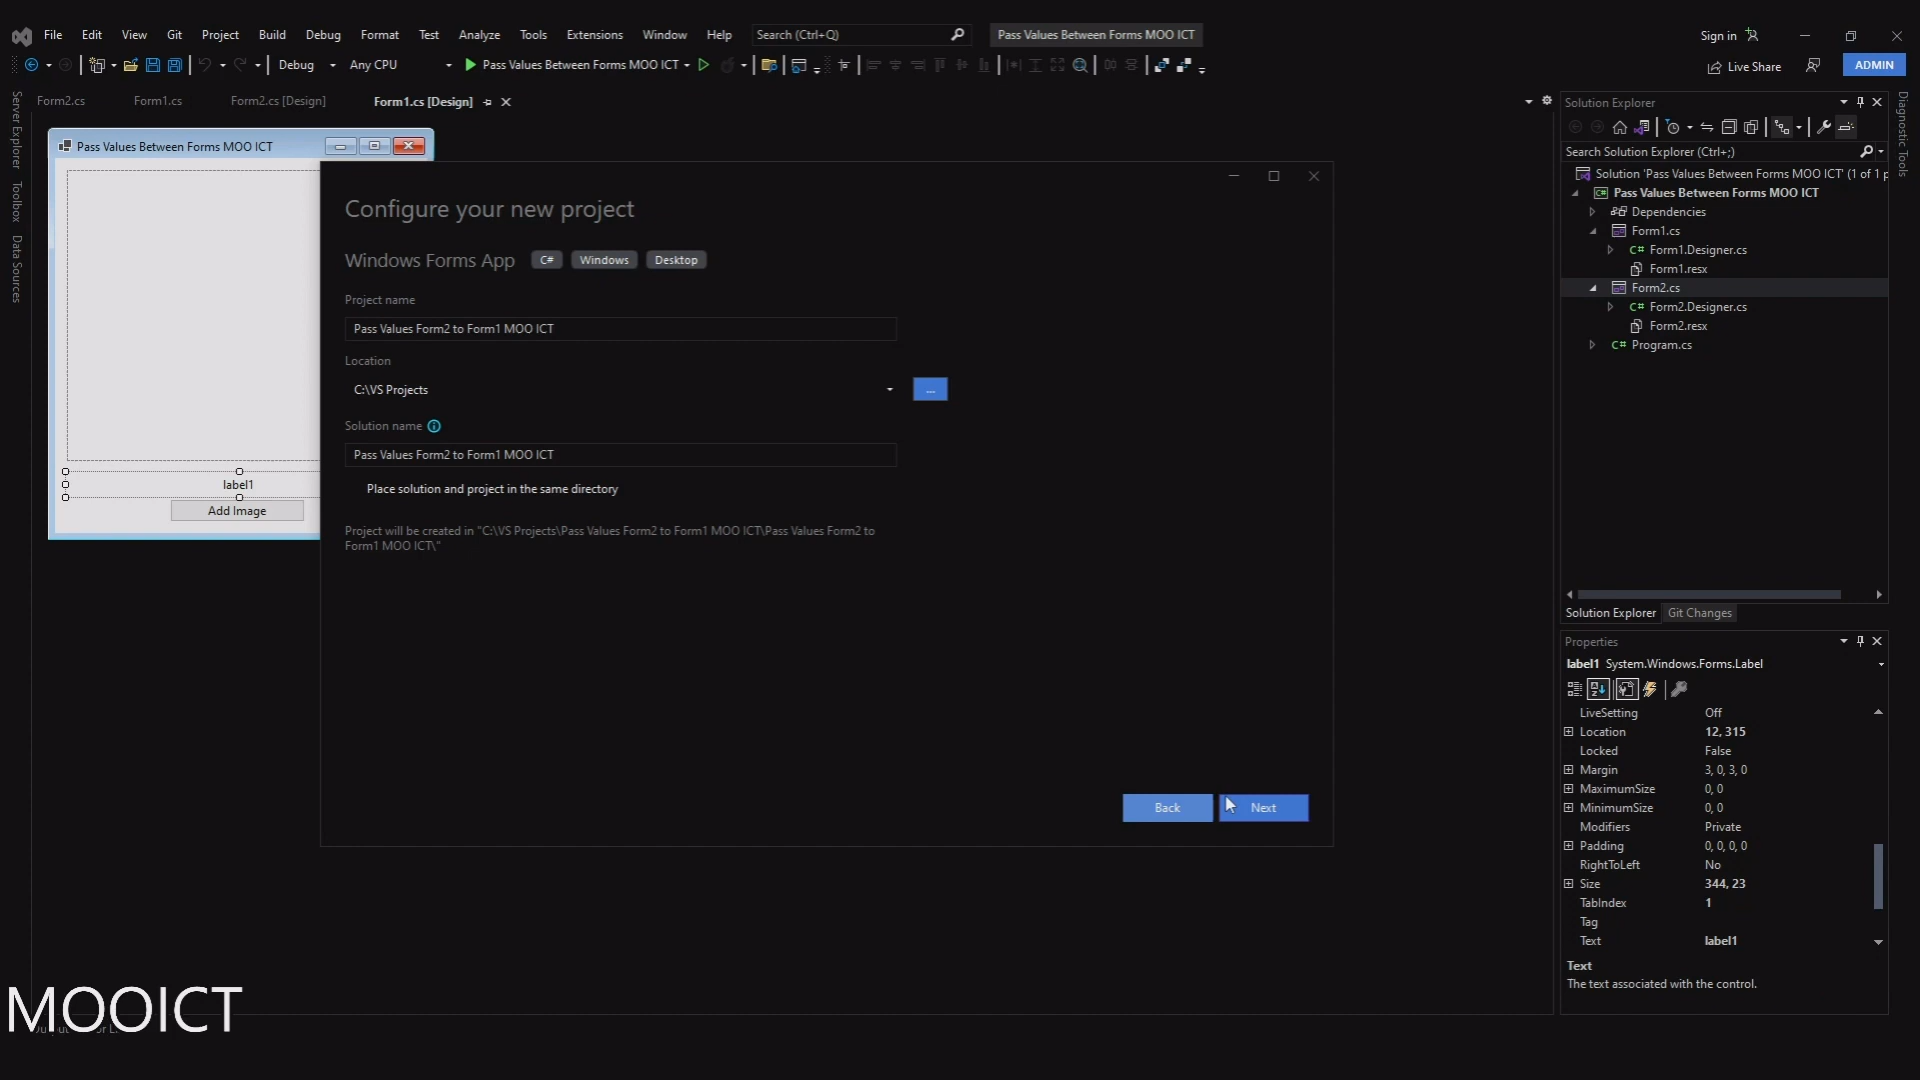 File Edit View Git Project Build Debug Format Test Analyze Tools Extensions Window Help Search (Ctrl+Q) Pass Values Between Forms MOO ICT Sign in
Debug Any CPU Pass Values Between Forms MOO ICT Live Share ADMIN
Form2.cs Form1.cs Form2.cs [Design] Form1.cs [Design]
Server Explorer
Toolbox
Data Sources
Pass Values Between Forms MOO ICT
label1
Add Image
Configure your new project
Windows Forms App C# Windows Desktop
Project name
Pass Values Form2 to Form1 MOO ICT
Location
C:\VS Projects
...
Solution name
Pass Values Form2 to Form1 MOO ICT
Place solution and project in the same directory
Project will be created in "C:\VS Projects\Pass Values Form2 to Form1 MOO ICT\Pass Values Form2 to
Form1 MOO ICT\"
Back Next
Solution Explorer
Search Solution Explorer (Ctrl+;)
Solution 'Pass Values Between Forms MOO ICT' (1 of 1 p
Pass Values Between Forms MOO ICT
Dependencies
Form1.cs
C# Form1.Designer.cs
Form1.resx
Form2.cs
C# Form2.Designer.cs
Form2.resx
C# Program.cs
Solution Explorer Git Changes
Diagnostic Tools
Properties
label1 System.Windows.Forms.Label
LiveSetting Off
Location 12, 315
Locked False
Margin 3, 0, 3, 0
MaximumSize 0, 0
MinimumSize 0, 0
Modifiers Private
Padding 0, 0, 0, 0
RightToLeft No
Size 344, 23
TabIndex 1
Tag
Text label1
Text
The text associated with the control.
MOOICT